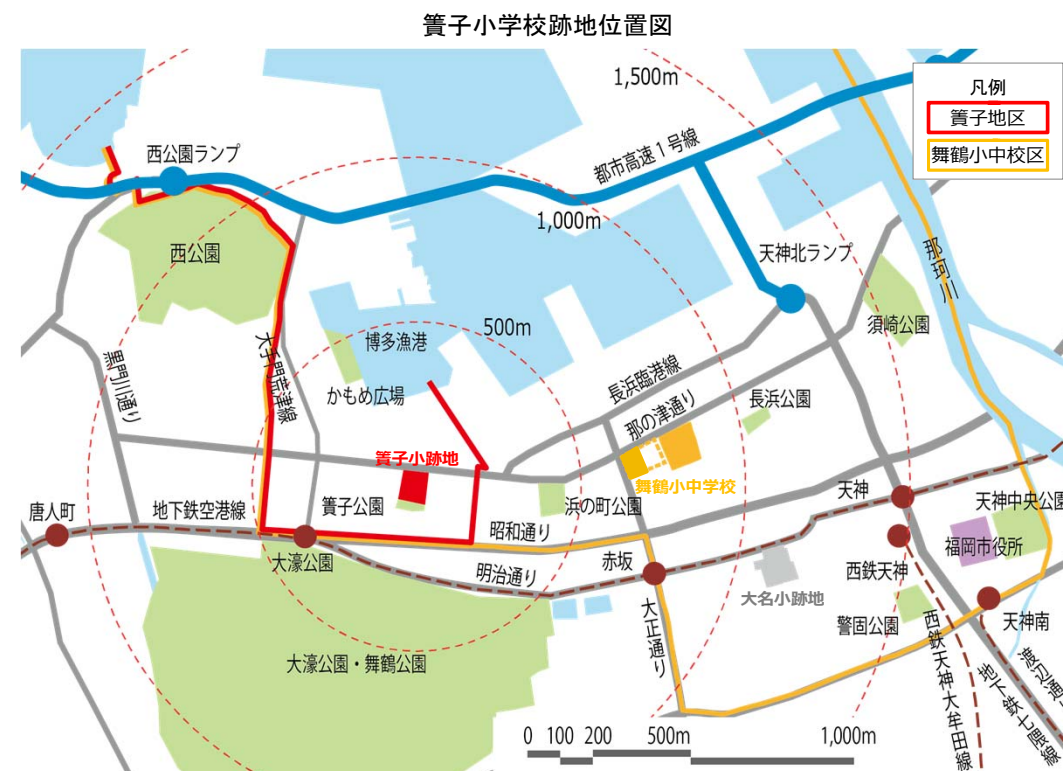 簀子小学校跡地位置図
1,500m
凡例
簀子地区
舞鶴小中校区
西公園ランプ
都市高速1号線
1,000m
西公園
那珂川
天神北ランプ
須崎公園
500m
博多漁港
大手門荒津線
黒門川通り
かもめ広場
長浜臨港線
那の津通り
長浜公園
簀子小跡地
舞鶴小中学校
天神
簀子公園
浜の町公園
天神中央公園
唐人町
地下鉄空港線
昭和通り
福岡市役所
大濠公園
明治通り
赤坂
西鉄天神
大名小跡地
大正通り
警固公園
天神南
大濠公園・舞鶴公園
西鉄天神大牟田線
地下鉄七隈線
渡辺通
0 100 200 500m 1,000m